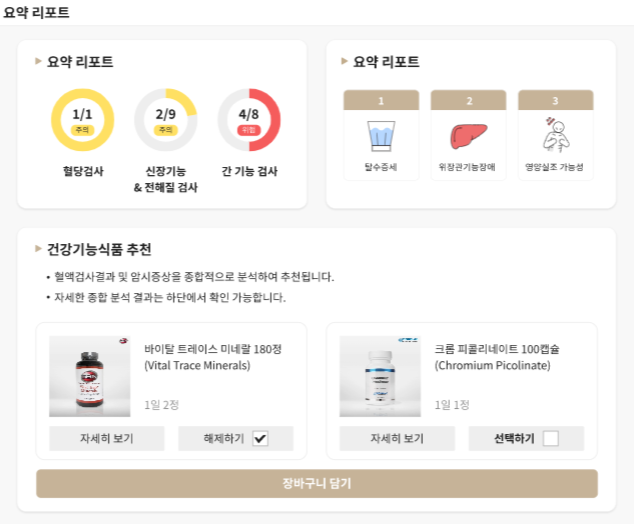 요약 리포트
요약 리포트
1/1
주의
혈당검사
2/9
주의
신장기능
& 전해질 검사
4/8
위험
간 기능 검사
요약 리포트
1
탈수증세
2
위장관기능장애
3
영양실조 가능성
건강기능식품 추천
• 혈액검사결과 및 암시증상을 종합적으로 분석하여 추천됩니다.
• 자세한 종합 분석 결과는 하단에서 확인 가능합니다.
바이탈 트레이스 미네랄 180정
(Vital Trace Minerals)
1일 2정
자세히 보기
해제하기
크롬 피콜리네이트 100캡슐
(Chromium Picolinate)
1일 1정
자세히 보기
선택하기
장바구니 담기